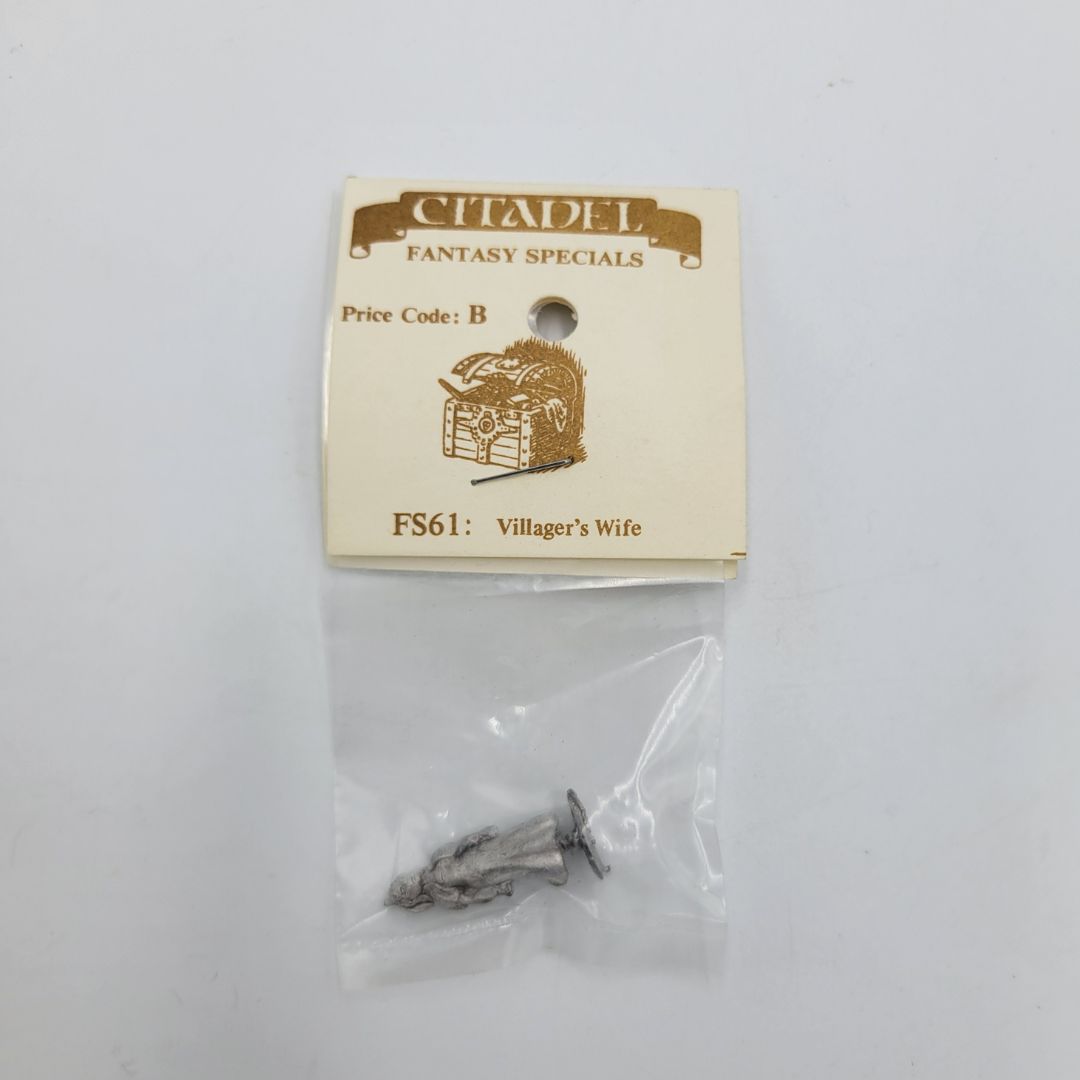 CITADEL
FANTASY SPECIALS
Price Code: B
FS61: Villager's Wife